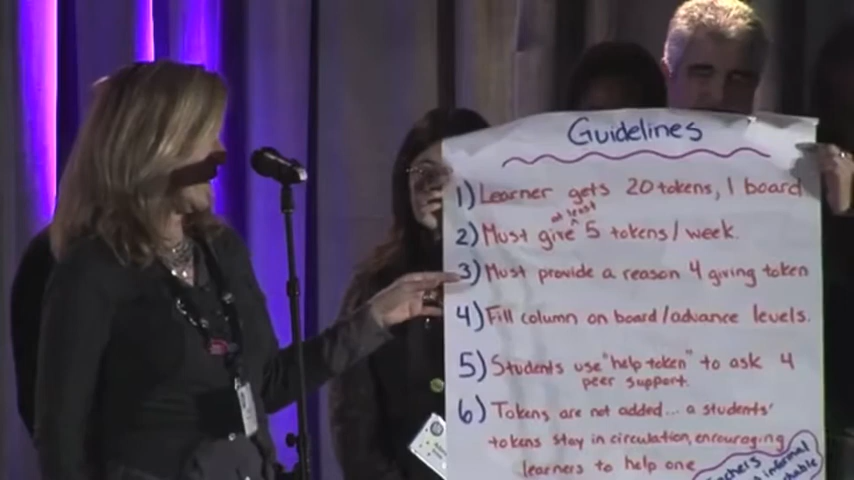 Guidelines
1) Learner gets 20 tokens, 1 board
at least
2) Must give ^ 5 tokens/week.
3) Must provide a reason 4 giving token
4) Fill column on board/advance levels.
5) Students use "help token" to ask 4
peer support.
6) Tokens are not added... a students'
tokens stay in circulation, encouraging
learners to help one
informal